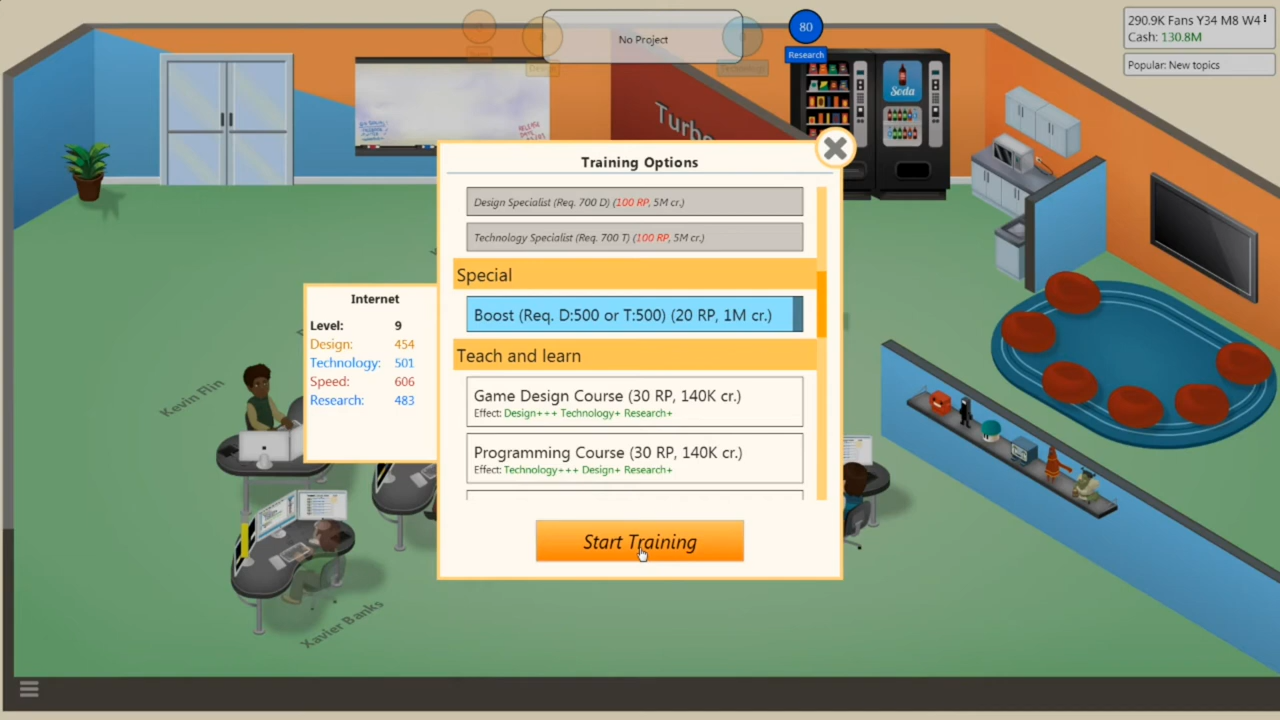 290.9K Fans Y34 M8 W4
Cash: 130.8M
Popular: New topics
No Project
80
Research
Soda
Turbo
Training Options
Design Specialist (Req. 700 D) (100 RP, 5M cr.)
Technology Specialist (Req. 700 T) (100 RP, 5M cr.)
Special
Boost (Req. D:500 or T:500) (20 RP, 1M cr.)
Teach and learn
Game Design Course (30 RP, 140K cr.)
Effect: Design+++ Technology+ Research+
Programming Course (30 RP, 140K cr.)
Effect: Technology+++ Design+ Research+
Start Training
Internet
Level: 9
Design: 454
Technology: 501
Speed: 606
Research: 483
Kevin Flin
Xavier Banks